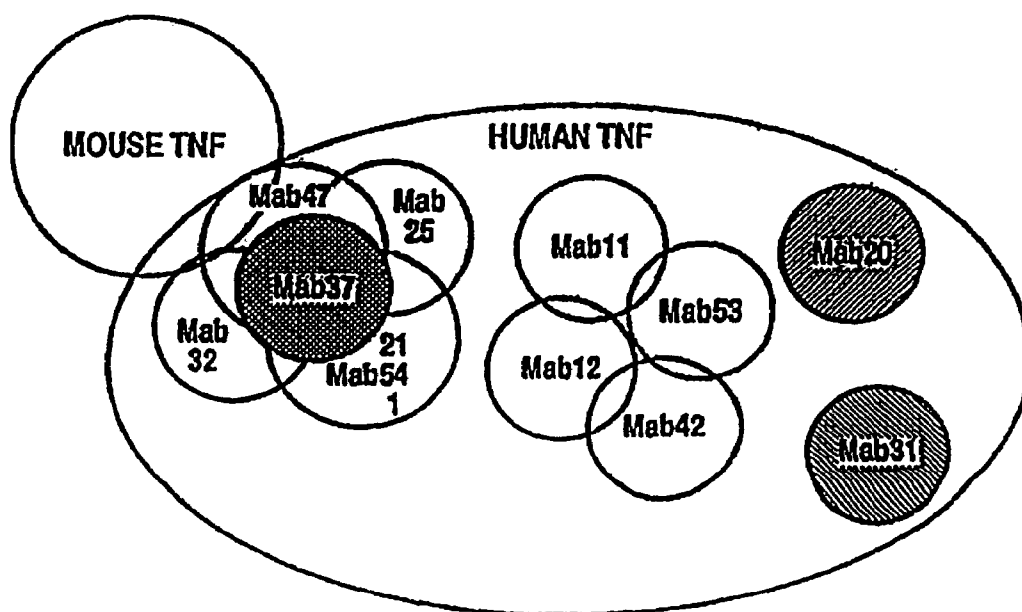 MOUSE TNF
HUMAN TNF
Mab47
Mab
25
Mab37
Mab
32
21
Mab54
1
Mab11
Mab53
Mab12
Mab42
Mab20
Mab31